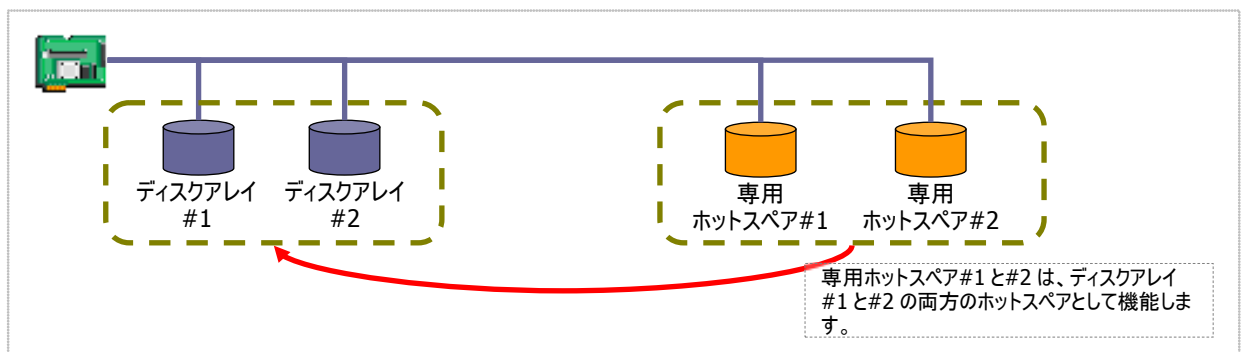 ディスクアレイ
#1
ディスクアレイ
#2
専用
ホットスペア#1
専用
ホットスペア#2
専用ホットスペア#1 と#2 は、ディスクアレイ
#1 と#2 の両方のホットスペアとして機能しま
す。